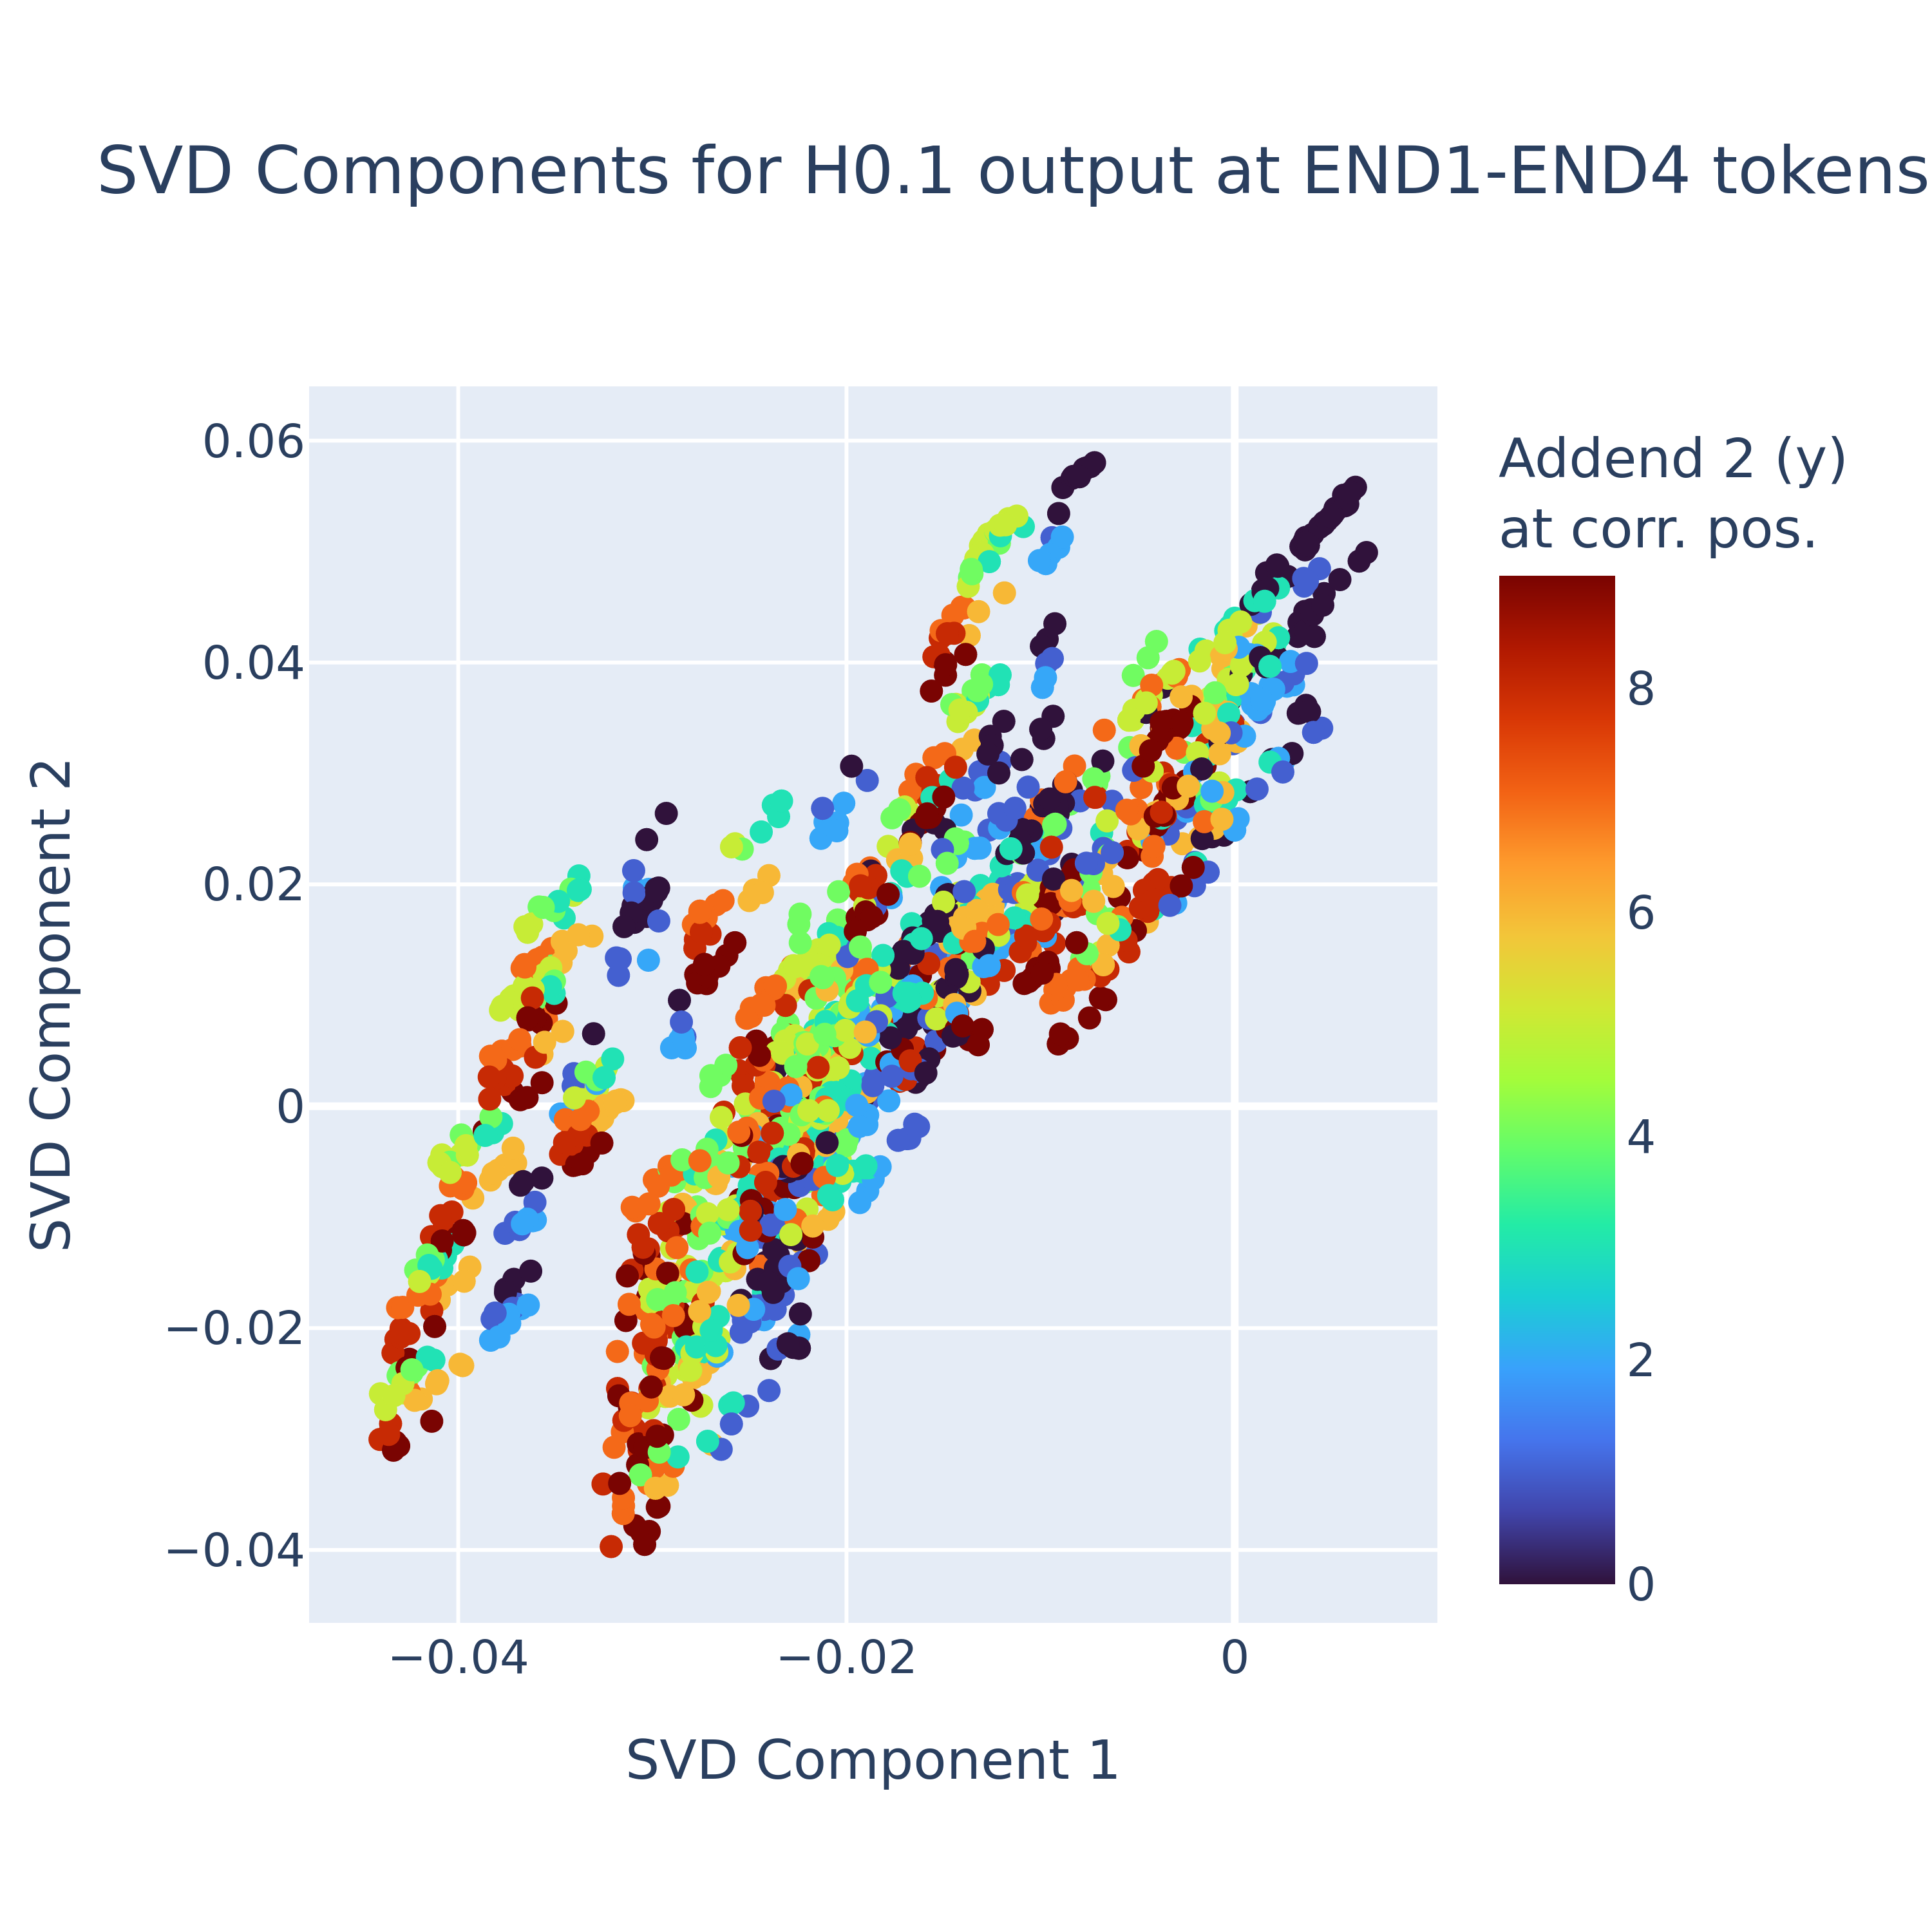 SVD Components for H0.1 output at END1-END4 tokens
0.06
0.04
0.02
0
−0.02
−0.04
SVD Component 2
−0.04
−0.02
0
SVD Component 1
Addend 2 (y)
at corr. pos.
8
6
4
2
0